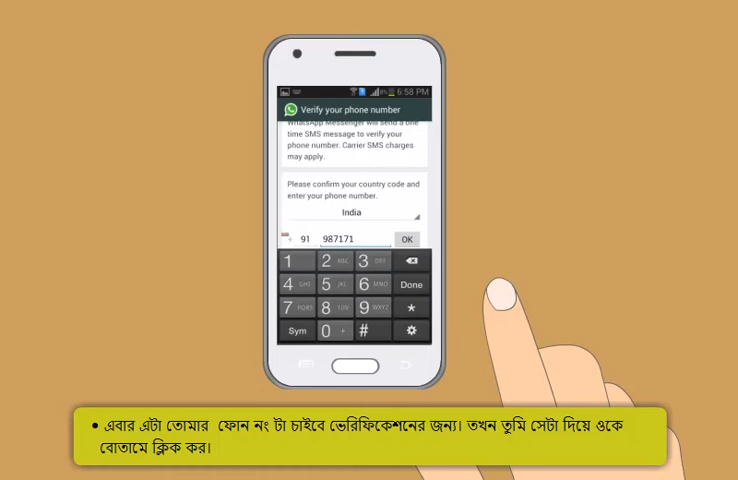 6:58 PM
Verify your phone number
WhatsApp Messenger will send a one
time SMS message to verify your
phone number. Carrier SMS charges
may apply.
Please confirm your country code and
enter your phone number.
India
+ 91 987171 OK
1 2 ABC 3 DEF
4 GHI 5 JKL 6 MNO Done
7 PQRS 8 TUV 9 WXYZ *
Sym 0 + #
• এবার এটা তোমার ফোন নং টা চাইবে ভেরিফিকেশনের জন্য। তখন তুমি সেটা দিয়ে ওকে
বোতামে ক্লিক কর।